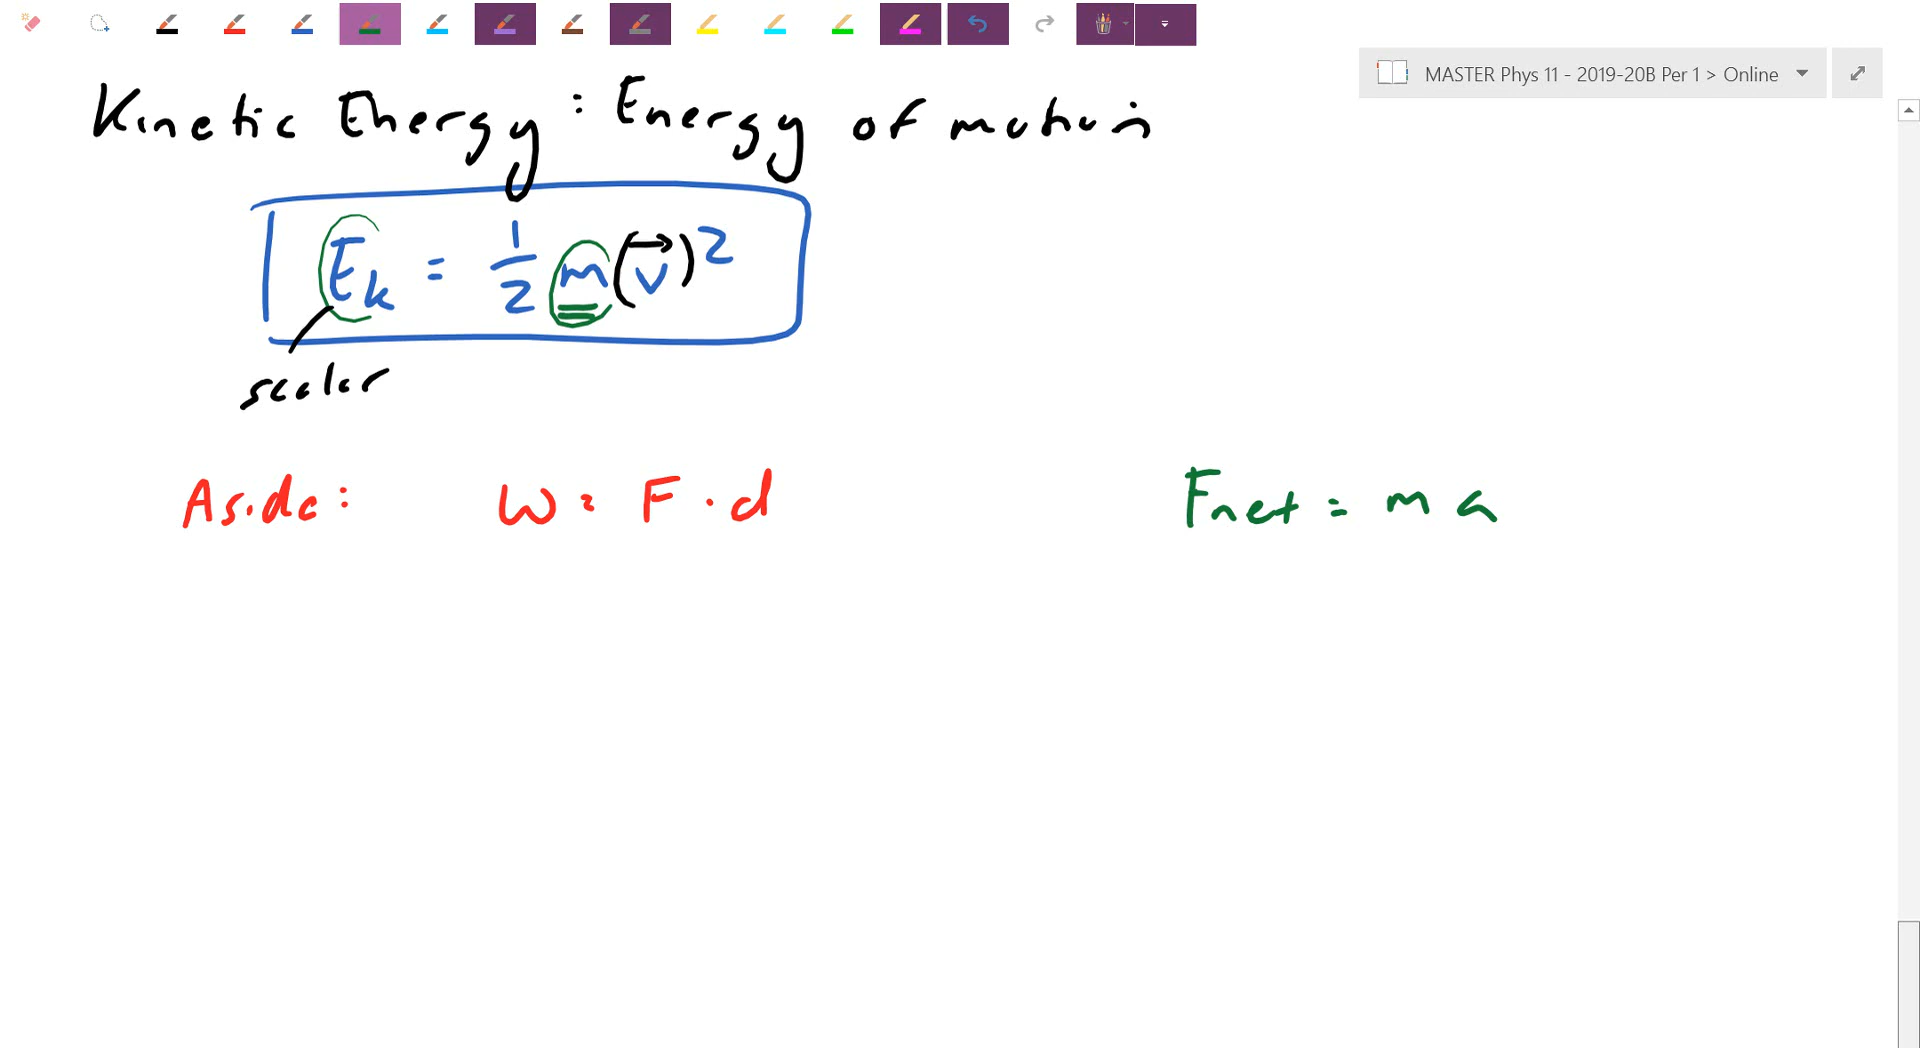 MASTER Phys 11 - 2019-20B Per 1 > Online
Kinetic Energy : Energy of motion
Ek = 1/2 m(v⃗)²
scalar
Aside: W = F · d
Fnet = ma